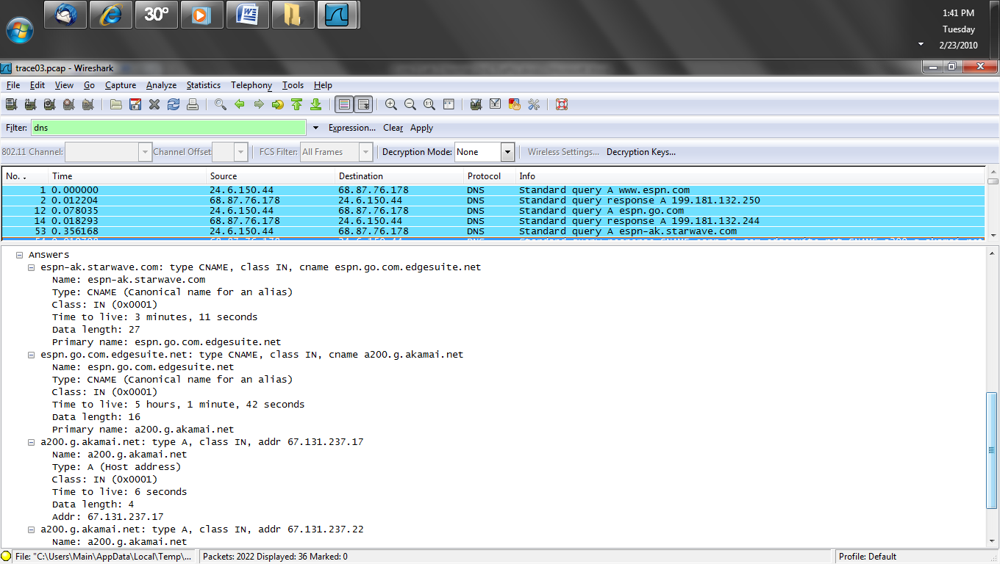 30°
1:41 PM
Tuesday
2/23/2010
trace03.pcap - Wireshark
File Edit View Go Capture Analyze Statistics Telephony Tools Help
Filter: dns Expression... Clear Apply
802.11 Channel: Channel Offset FCS Filter: All Frames Decryption Mode: None Wireless Settings... Decryption Keys...
No. . Time Source Destination Protocol Info
1 0.000000 24.6.150.44 68.87.76.178 DNS Standard query A www.espn.com
2 0.012204 68.87.76.178 24.6.150.44 DNS Standard query response A 199.181.132.250
12 0.078035 24.6.150.44 68.87.76.178 DNS Standard query A espn.go.com
14 0.018293 68.87.76.178 24.6.150.44 DNS Standard query response A 199.181.132.244
53 0.356168 24.6.150.44 68.87.76.178 DNS Standard query A espn-ak.starwave.com
Answers
espn-ak.starwave.com: type CNAME, class IN, cname espn.go.com.edgesuite.net
Name: espn-ak.starwave.com
Type: CNAME (Canonical name for an alias)
Class: IN (0x0001)
Time to live: 3 minutes, 11 seconds
Data length: 27
Primary name: espn.go.com.edgesuite.net
espn.go.com.edgesuite.net: type CNAME, class IN, cname a200.g.akamai.net
Name: espn.go.com.edgesuite.net
Type: CNAME (Canonical name for an alias)
Class: IN (0x0001)
Time to live: 5 hours, 1 minute, 42 seconds
Data length: 16
Primary name: a200.g.akamai.net
a200.g.akamai.net: type A, class IN, addr 67.131.237.17
Name: a200.g.akamai.net
Type: A (Host address)
Class: IN (0x0001)
Time to live: 6 seconds
Data length: 4
Addr: 67.131.237.17
a200.g.akamai.net: type A, class IN, addr 67.131.237.22
Name: a200.g.akamai.net
File: "C:\Users\Main\AppData\Local\Temp\... Packets: 2022 Displayed: 36 Marked: 0 Profile: Default